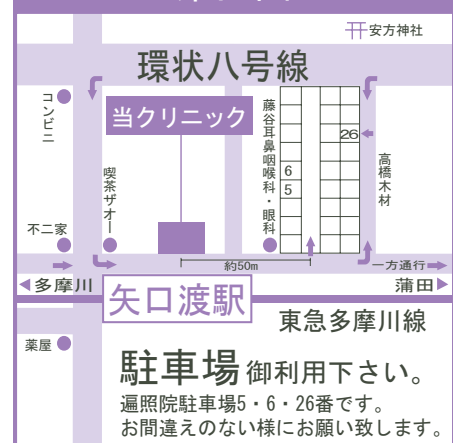 安方神社
環状八号線
コンビニ
当クリニック
藤谷耳鼻咽喉科・眼科
26
高橋木材
喫茶ザオー
6
5
不二家
約50m
一方通行
多摩川
矢口渡駅
蒲田
東急多摩川線
薬屋
駐車場御利用下さい。
遍照院駐車場5・6・26番です。
お間違えのない様にお願い致します。